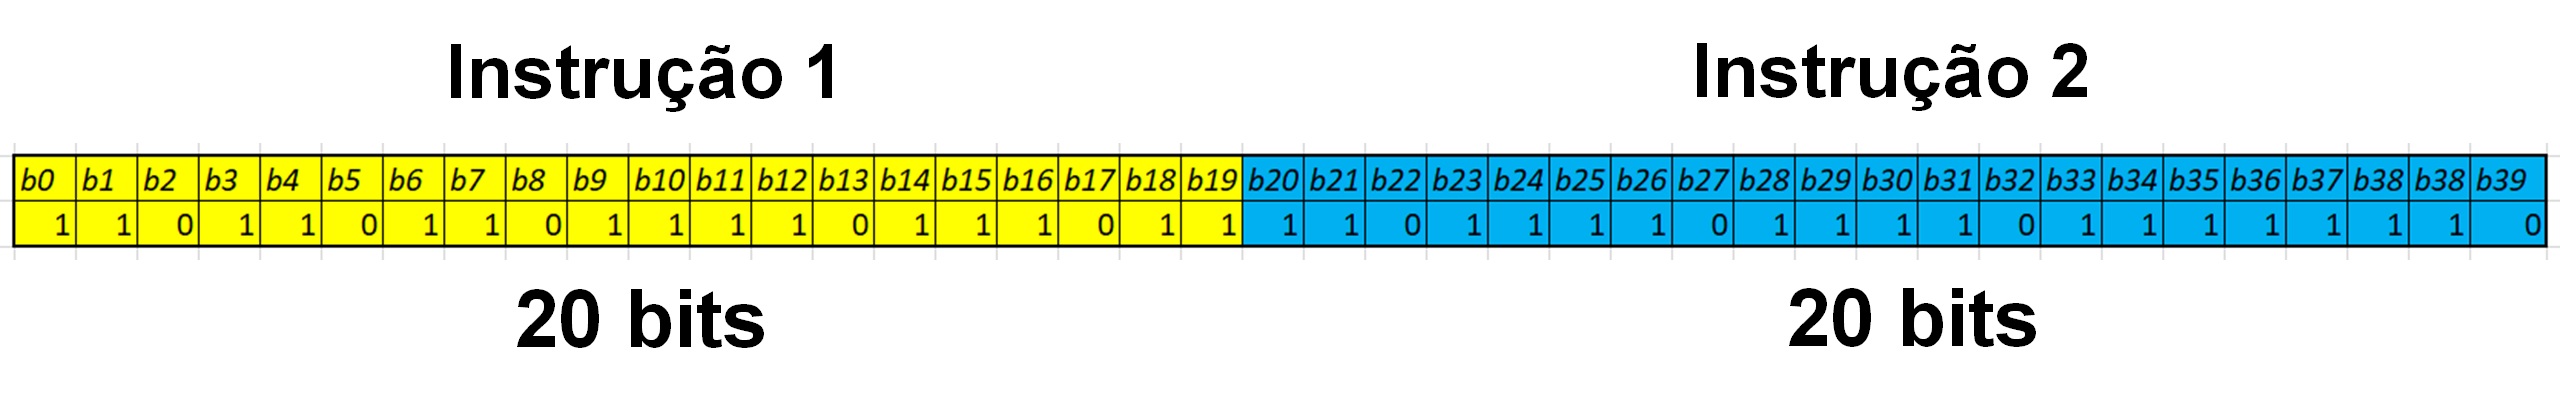 Instrução 1 Instrução 2
b0 b1 b2 b3 b4 b5 b6 b7 b8 b9 b10 b11 b12 b13 b14 b15 b16 b17 b18 b19 b20 b21 b22 b23 b24 b25 b26 b27 b28 b29 b30 b31 b32 b33 b34 b35 b36 b37 b38 b38 b39
1 1 0 1 1 0 1 1 0 1 1 1 1 0 1 1 1 0 1 1 1 1 0 1 1 1 1 0 1 1 1 1 0 1 1 1 1 1 1 1 0
20 bits 20 bits